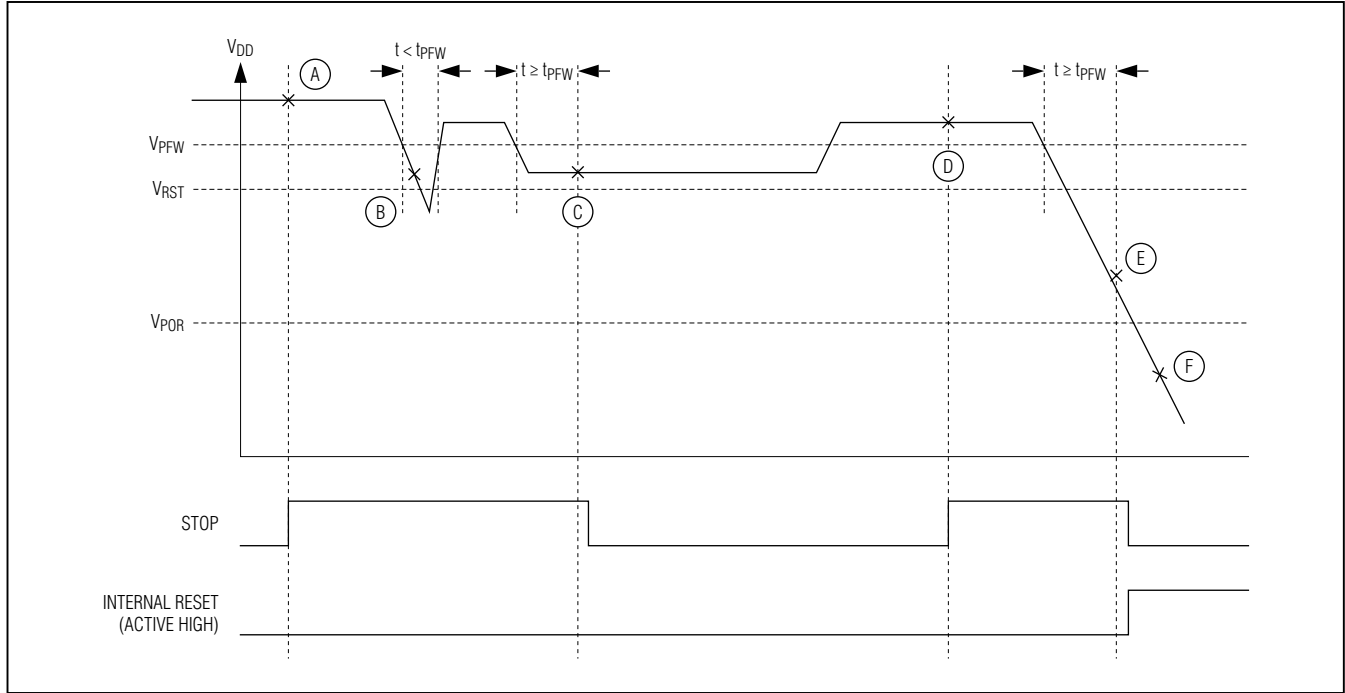 VDD
t < tPFW
A
t ≥ tPFW
t ≥ tPFW
VPFW
D
VRST
B
C
E
VPOR
F
STOP
INTERNAL RESET
(ACTIVE HIGH)